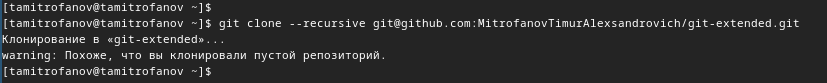 [tamitrofanov@tamitrofanov ~]$
[tamitrofanov@tamitrofanov ~]$ git clone --recursive git@github.com:MitrofanovTimurAlexsandrovich/git-extended.git
Клонирование в «git-extended»...
warning: Похоже, что вы клонировали пустой репозиторий.
[tamitrofanov@tamitrofanov ~]$